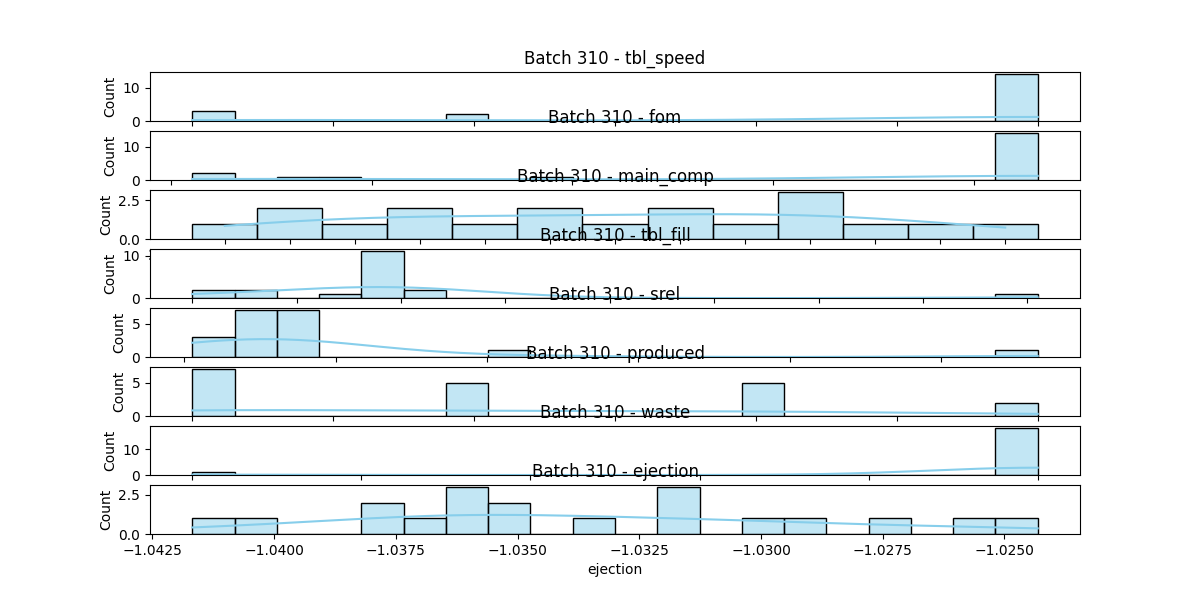 Batch 310 - tbl_speed
Count
10
0
Batch 310 - fom
Count
10
0
Batch 310 - main_comp
Count
2.5
0.0
Batch 310 - tbl_fill
Count
10
0
Batch 310 - srel
Count
5
0
Batch 310 - produced
Count
5
0
Batch 310 - waste
Count
10
0
Batch 310 - ejection
Count
2.5
0.0
−1.0425 −1.0400 −1.0375 −1.0350 −1.0325 −1.0300 −1.0275 −1.0250
ejection